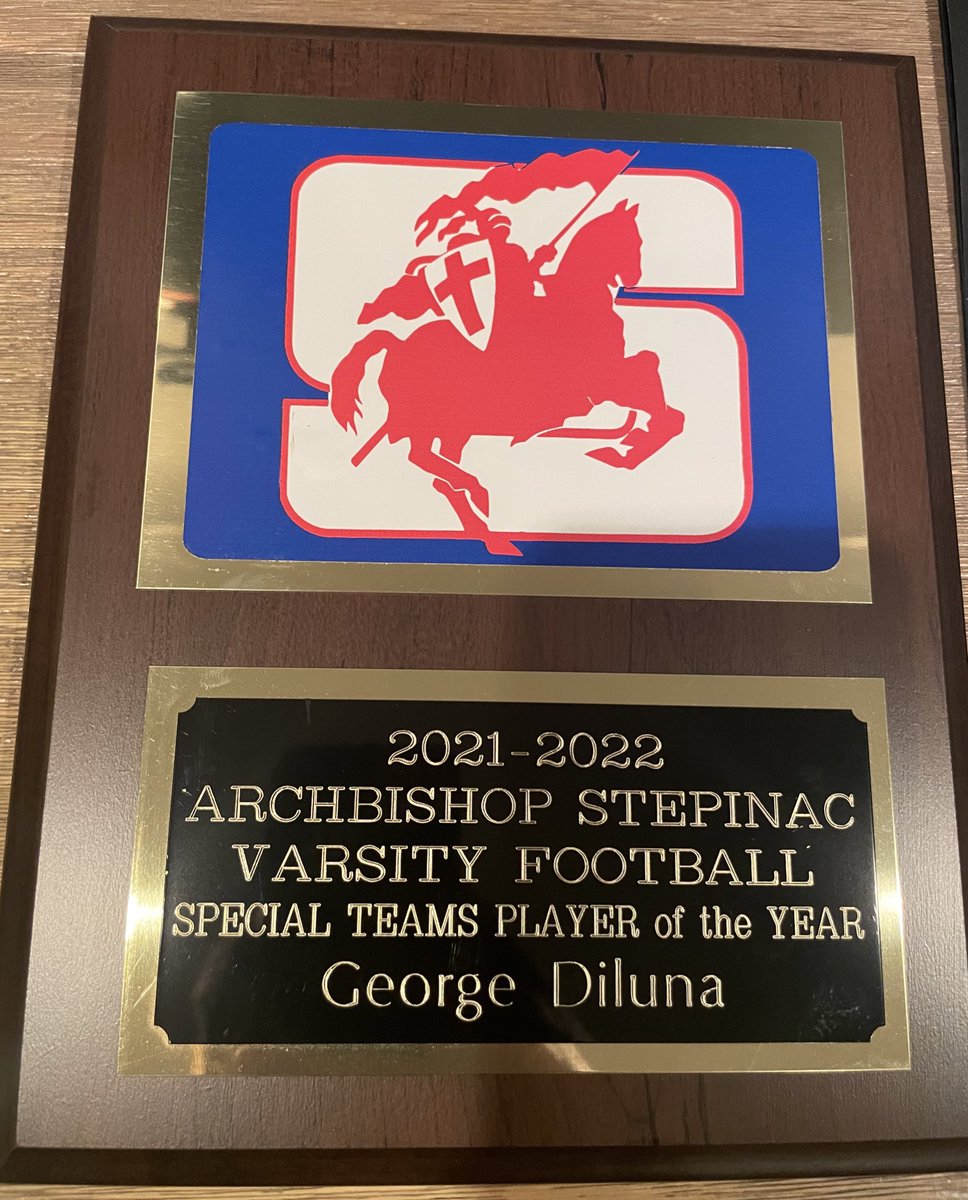 S
2021-2022
ARCHBISHOP STEPINAC
VARSITY FOOTBALL
SPECIAL TEAMS PLAYER of the YEAR
George Diluna